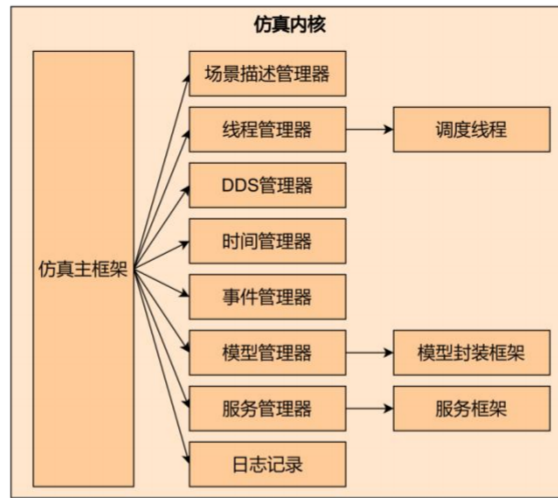 仿真内核
仿真主框架
场景描述管理器
线程管理器
调度线程
DDS管理器
时间管理器
事件管理器
模型管理器
模型封装框架
服务管理器
服务框架
日志记录